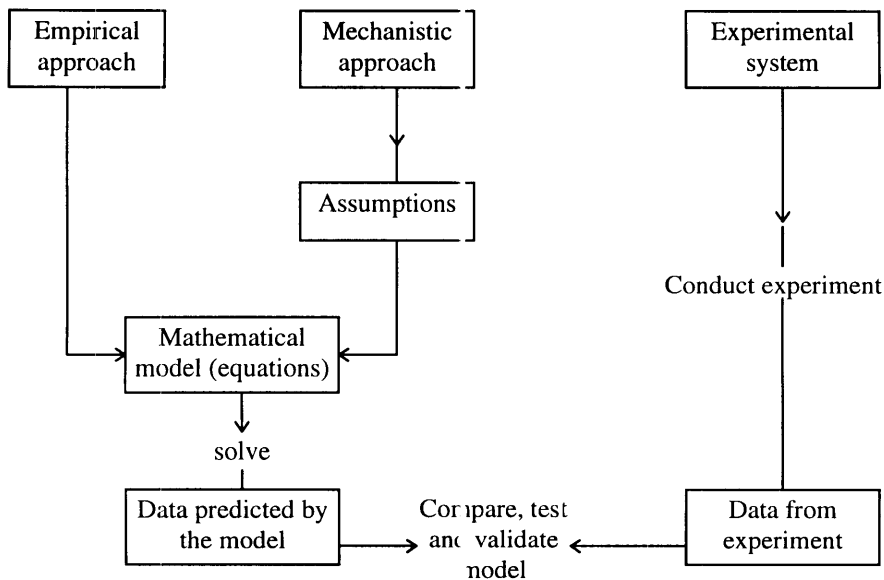 Empirical
approach
Mechanistic
approach
Experimental
system
Assumptions
Conduct experiment
Mathematical
model (equations)
solve
Data predicted by
the model
Compare, test
and validate
model
Data from
experiment